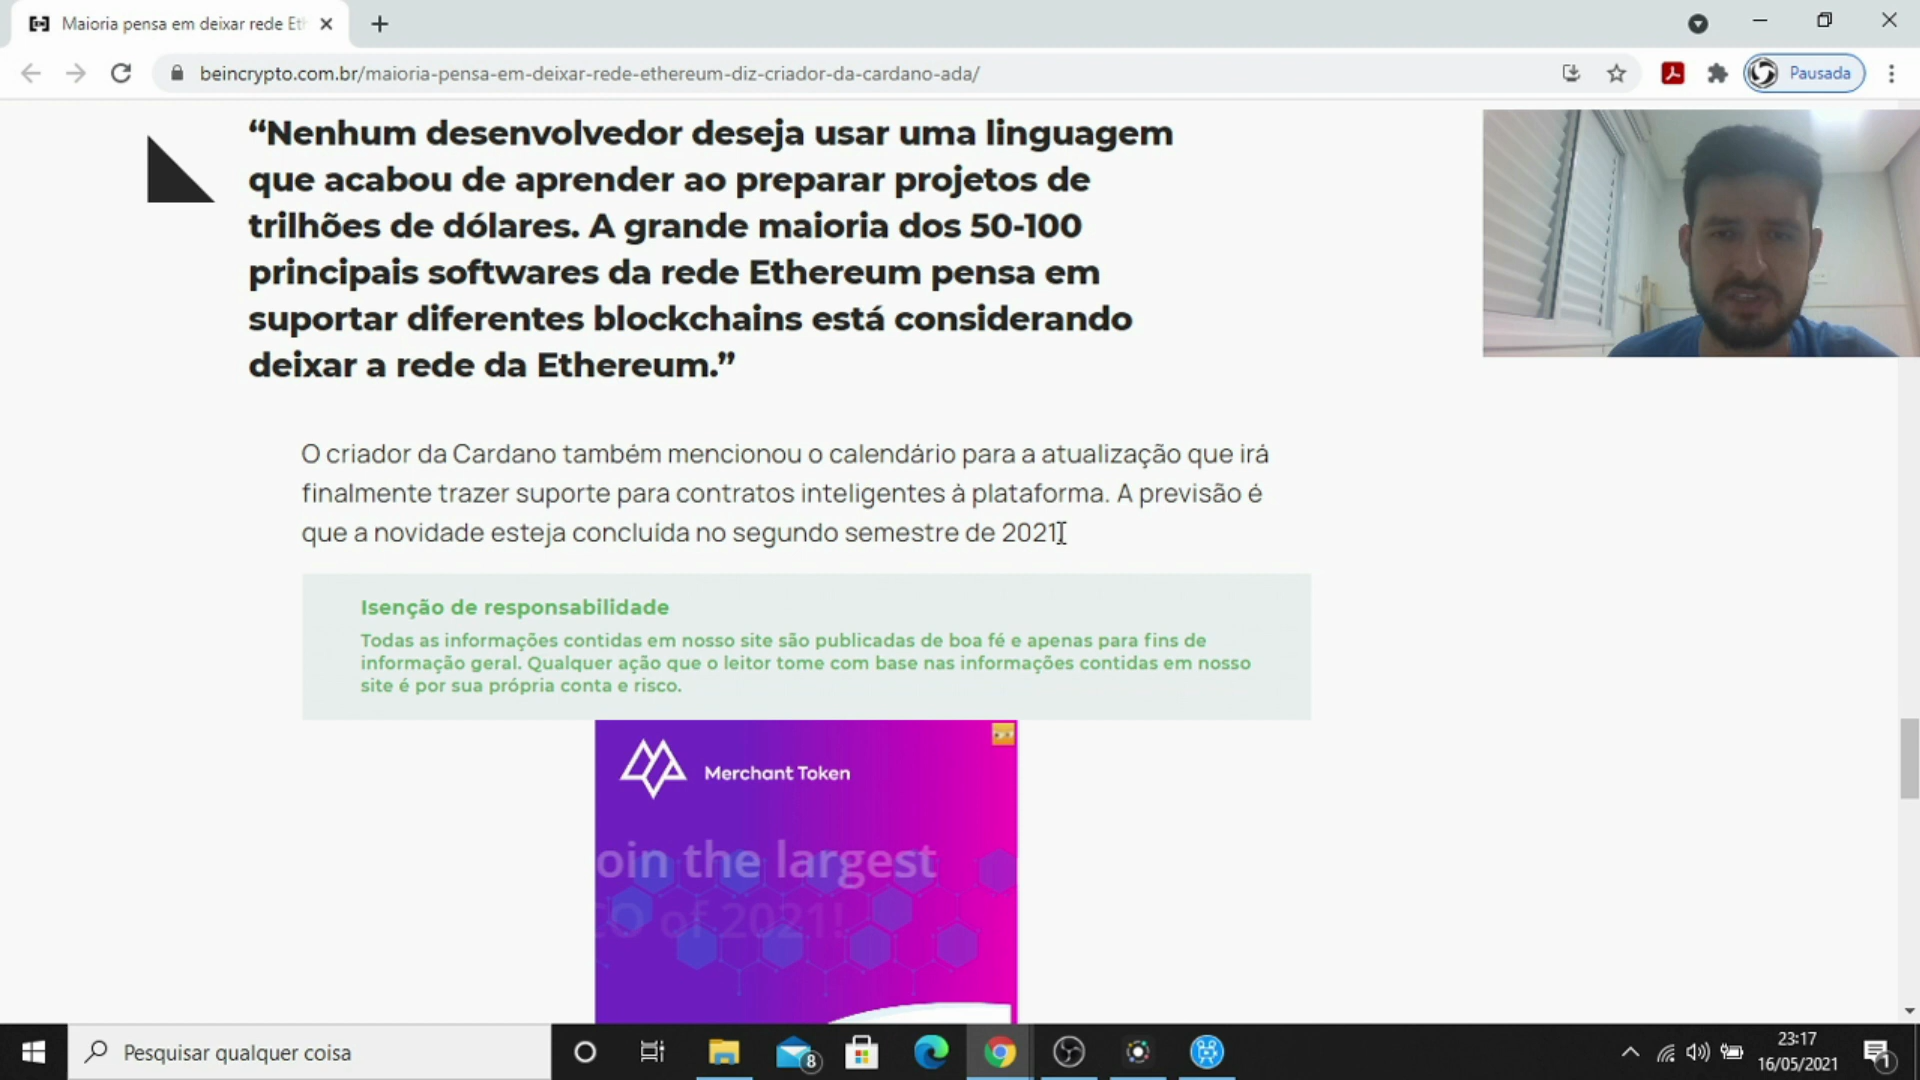 Maioria pensa em deixar rede Eth
beincrypto.com.br/maioria-pensa-em-deixar-rede-ethereum-diz-criador-da-cardano-ada/
Pausada
“Nenhum desenvolvedor deseja usar uma linguagem
que acabou de aprender ao preparar projetos de
trilhões de dólares. A grande maioria dos 50-100
principais softwares da rede Ethereum pensa em
suportar diferentes blockchains está considerando
deixar a rede da Ethereum.”
O criador da Cardano também mencionou o calendário para a atualização que irá
finalmente trazer suporte para contratos inteligentes à plataforma. A previsão é
que a novidade esteja concluída no segundo semestre de 2021
Isenção de responsabilidade
Todas as informações contidas em nosso site são publicadas de boa fé e apenas para fins de
informação geral. Qualquer ação que o leitor tome com base nas informações contidas em nosso
site é por sua própria conta e risco.
Merchant Token
oin the largest
CO of 2021!
Pesquisar qualquer coisa
8
23:17
16/05/2021
1